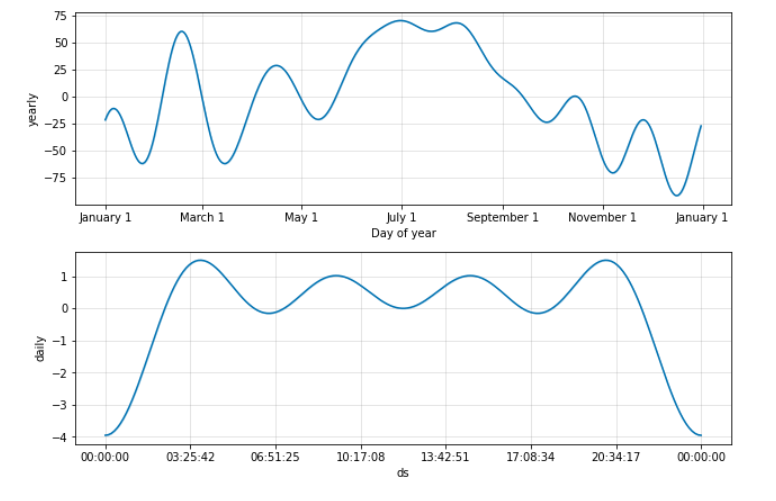 75
50
25
0
−25
−50
−75
yearly
January 1 March 1 May 1 July 1 September 1 November 1 January 1
Day of year
1
0
−1
−2
−3
−4
daily
00:00:00 03:25:42 06:51:25 10:17:08 13:42:51 17:08:34 20:34:17 00:00:00
ds